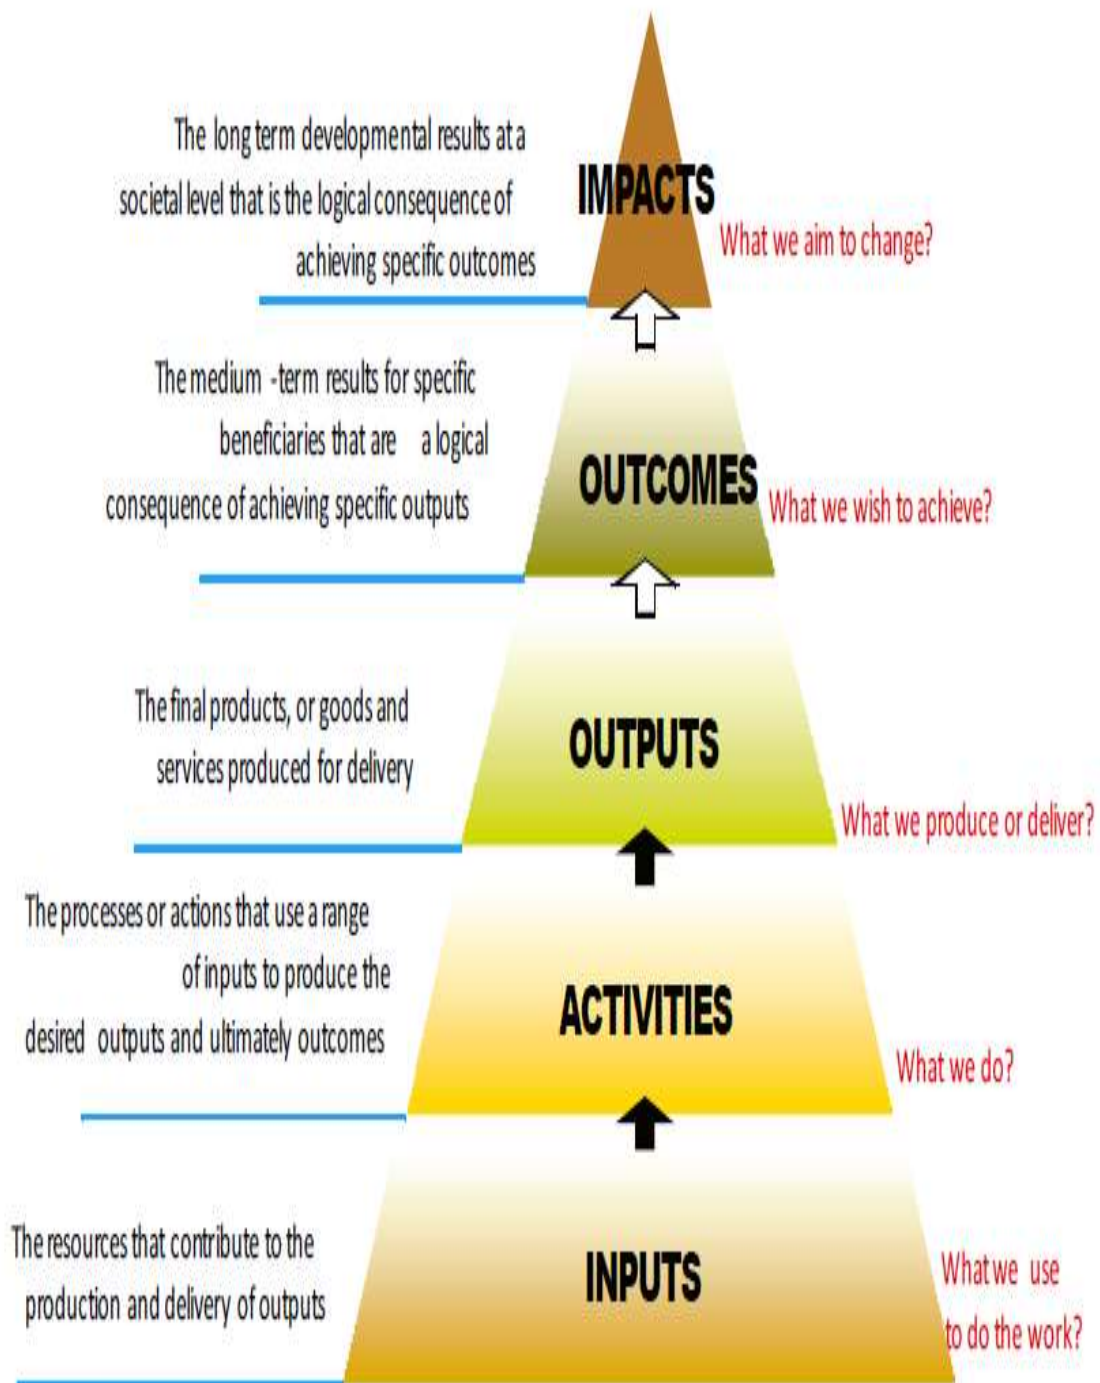 The long term developmental results at a
societal level that is the logical consequence of
achieving specific outcomes
IMPACTS
What we aim to change?
The medium -term results for specific
beneficiaries that are a logical
consequence of achieving specific outputs
OUTCOMES
What we wish to achieve?
The final products, or goods and
services produced for delivery
OUTPUTS
What we produce or deliver?
The processes or actions that use a range
of inputs to produce the
desired outputs and ultimately outcomes
ACTIVITIES
What we do?
The resources that contribute to the
production and delivery of outputs
INPUTS
What we use
to do the work?